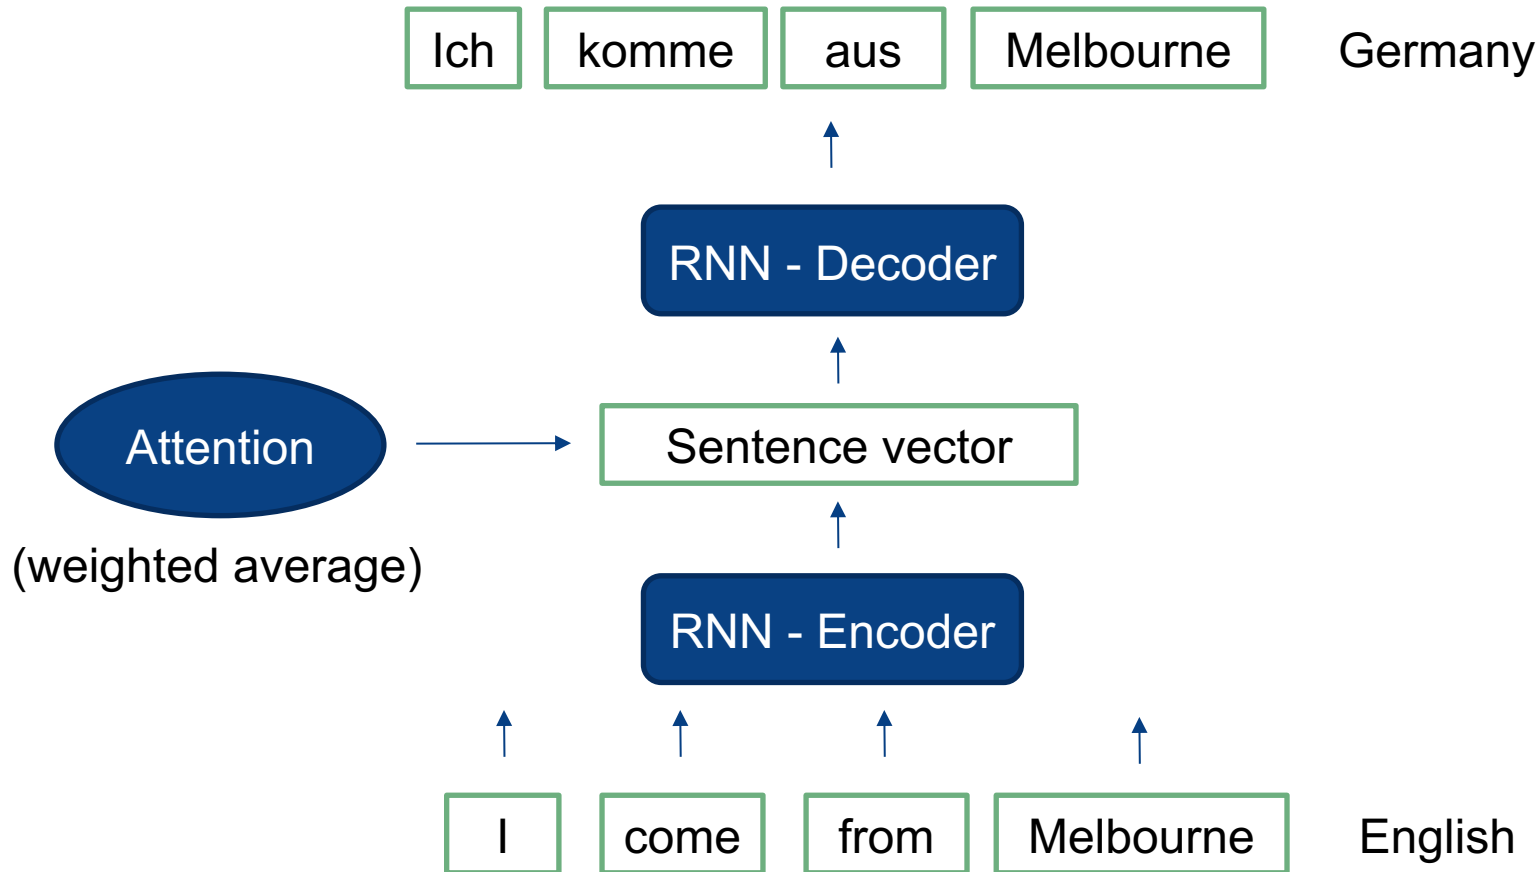 Ich komme aus Melbourne Germany
RNN - Decoder
Attention Sentence vector
(weighted average)
RNN - Encoder
I come from Melbourne English